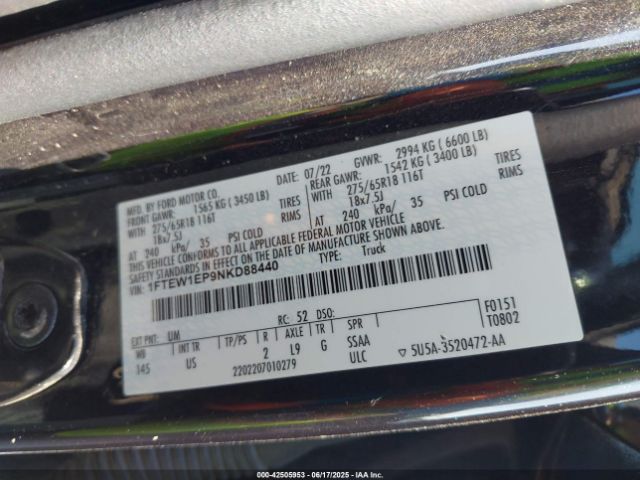 MFD. BY FORD MOTOR CO.
DATE: 07/22 GVWR: 2994 KG ( 6600 LB)
FRONT GAWR: 1565 KG ( 3450 LB) REAR GAWR: 1542 KG ( 3400 LB)
WITH 275/65R18 116T TIRES WITH 275/65R18 116T TIRES
18x7.5J RIMS 18x7.5J RIMS
AT 240 kPa/ 35 PSI COLD AT 240 kPa/ 35 PSI COLD
THIS VEHICLE CONFORMS TO ALL APPLICABLE FEDERAL MOTOR VEHICLE
SAFETY STANDARDS IN EFFECT ON THE DATE OF MANUFACTURE SHOWN ABOVE.
VIN: 1FTEW1EP9NKD88440 TYPE: Truck
F0151
T0802
EXT PNT: UM RC: 52 DSO:
WB INT TR TP/PS R AXLE TR SPR
145 US 2 L9 G SSAA
2202207010279 ULC 5U5A-3520472-AA
000-42505953 - 06/17/2025 - IAA INC.